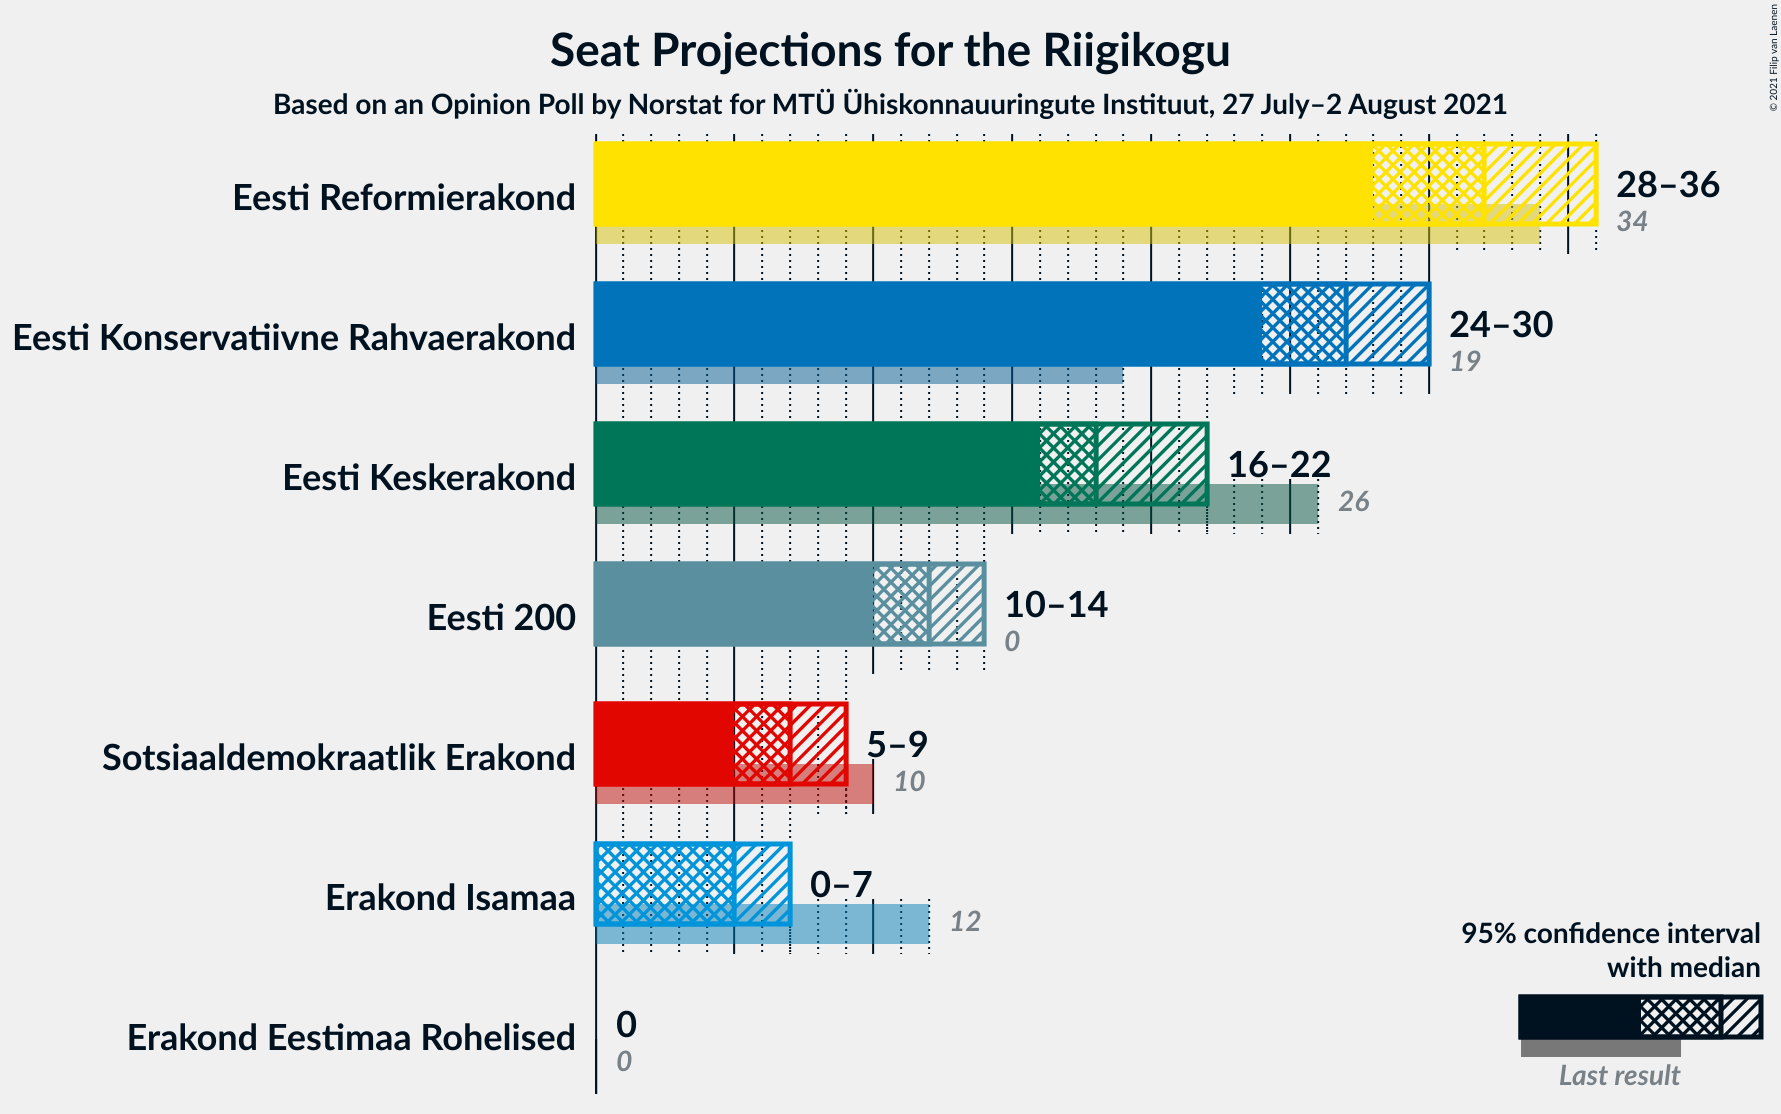 Seat Projections for the Riigikogu
Based on an Opinion Poll by Norstat for MTÜ Ühiskonnauuringute Instituut, 27 July–2 August 2021
© 2021 Filip van Laenen
Eesti Reformierakond
28–36
34
Eesti Konservatiivne Rahvaerakond
24–30
19
Eesti Keskerakond
16–22
26
Eesti 200
10–14
0
Sotsiaaldemokraatlik Erakond
5–9
10
Erakond Isamaa
0–7
12
Erakond Eestimaa Rohelised
0
0
95% confidence interval
with median
Last result